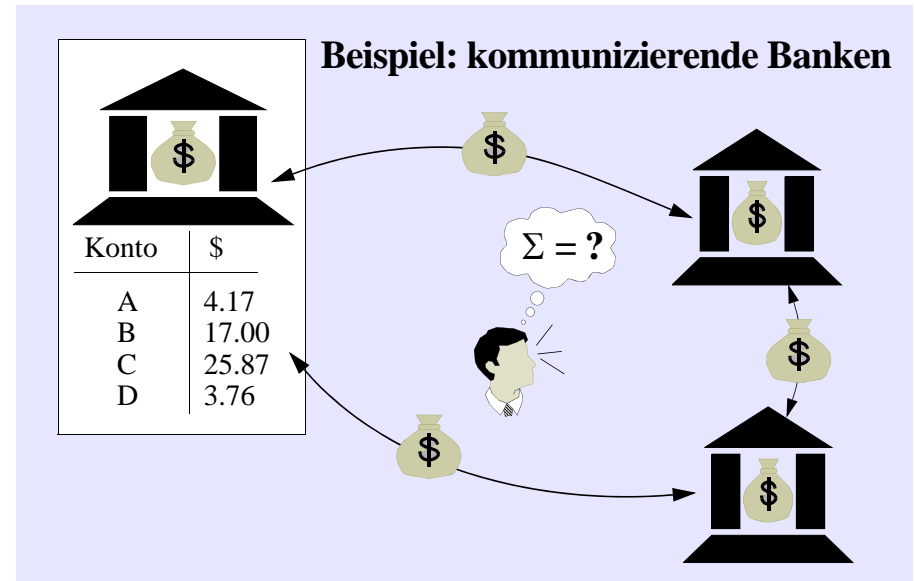 Beispiel: kommunizierende Banken
$
$
$
$
Σ = ?
Konto $
A 4.17
B 17.00
C 25.87
D 3.76
$
$
$